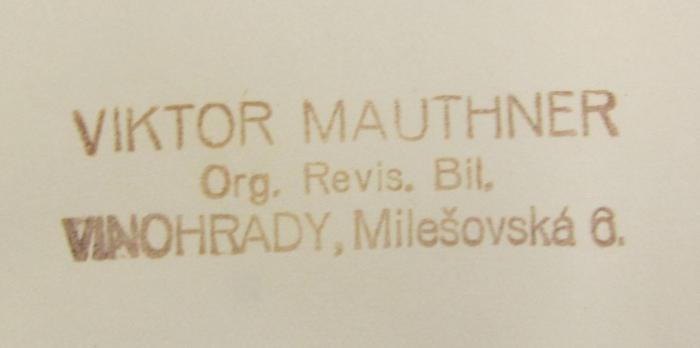 VIKTOR MAUTHNER
Org. Revis. Bil.
VINOHRADY, Milešovská 6.